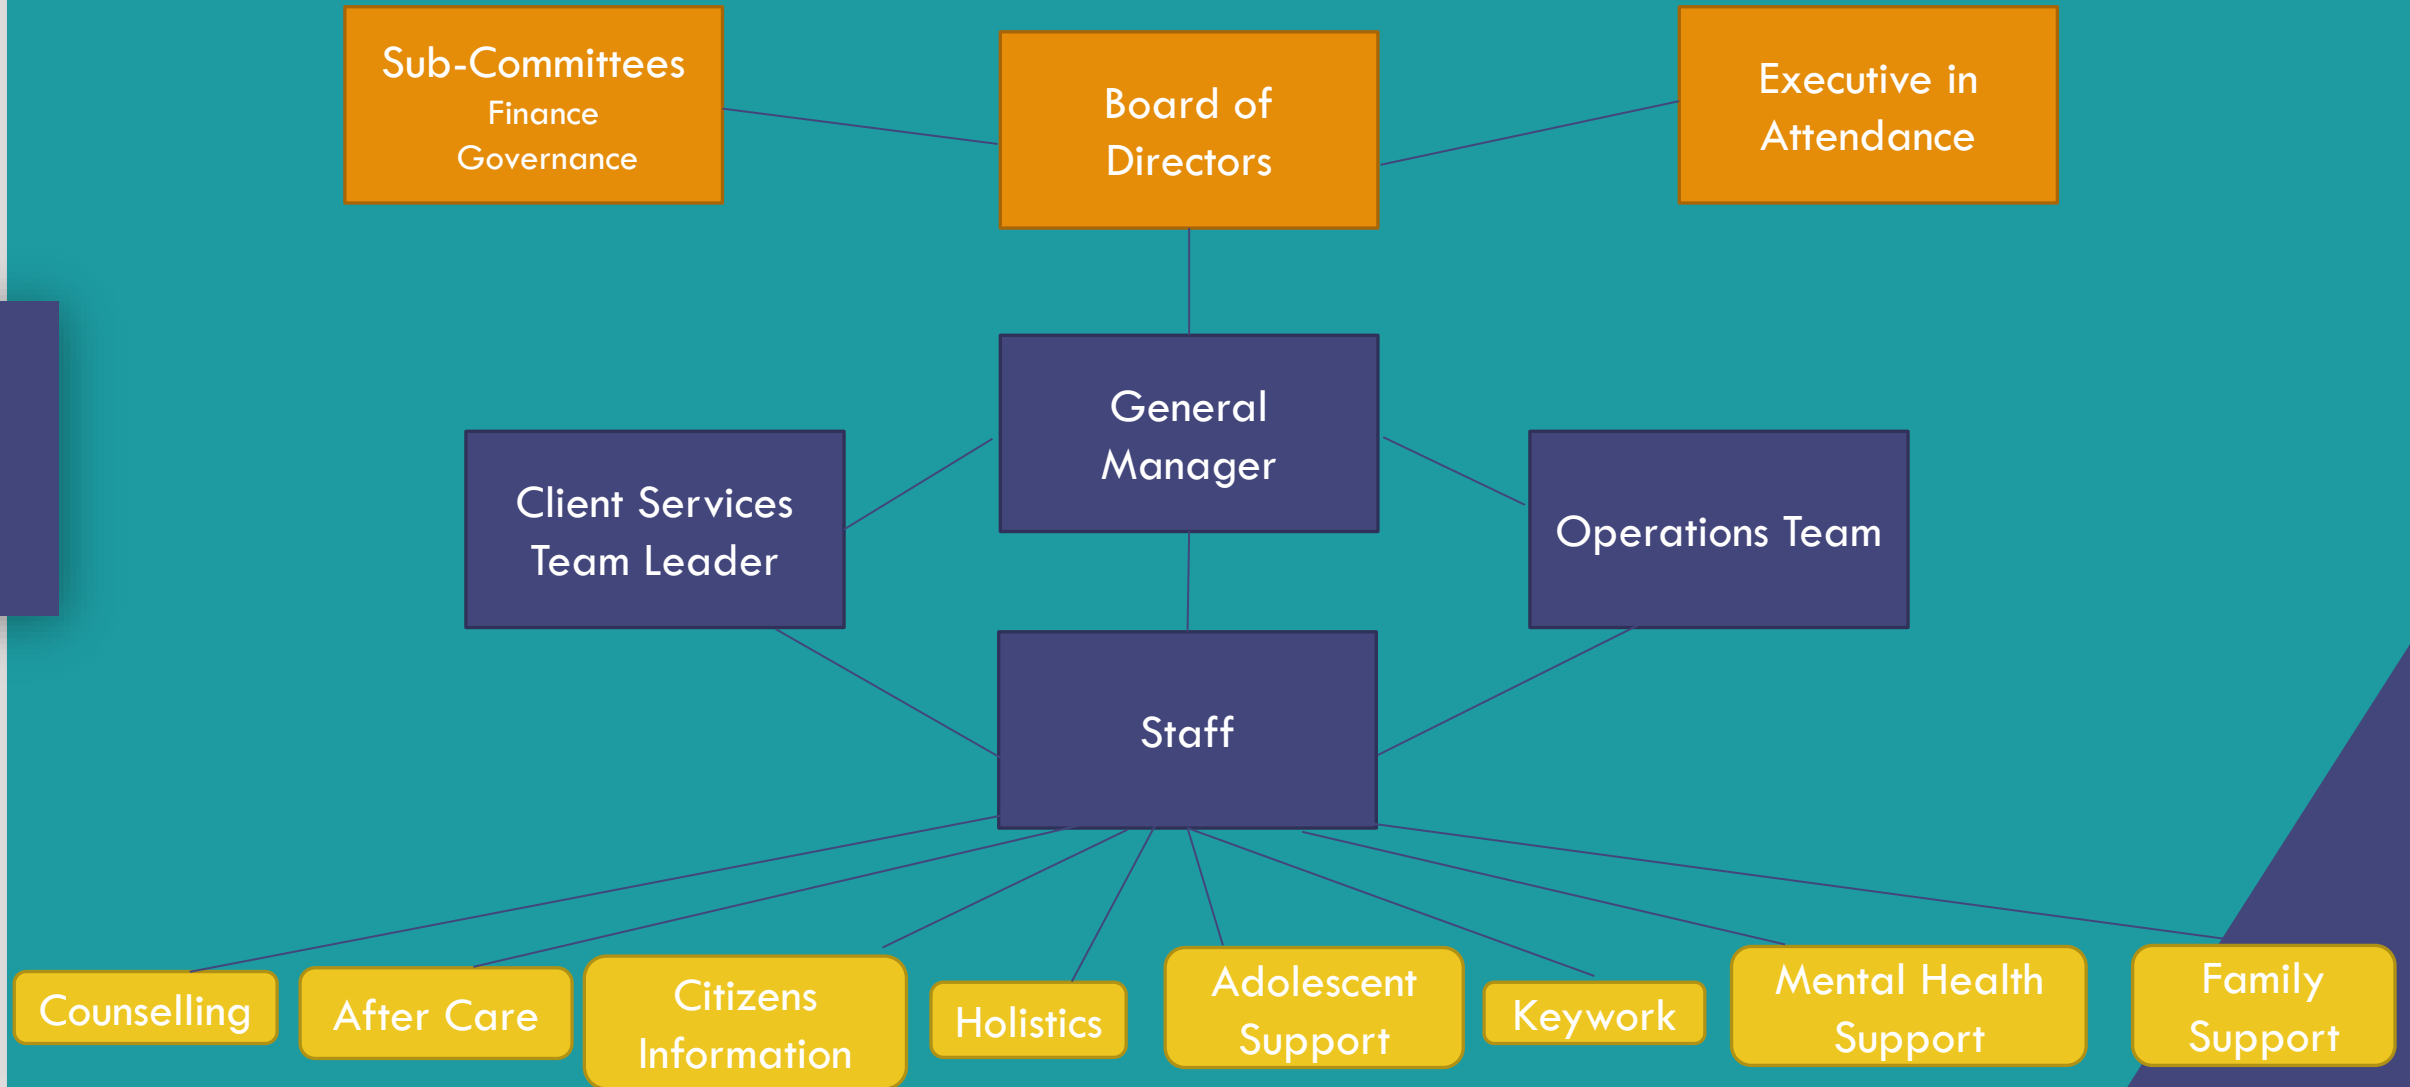 Sub-Committees
Finance
Governance
Board of
Directors
Executive in
Attendance
General
Manager
Client Services
Team Leader
Operations Team
Staff
Counselling
After Care
Citizens
Information
Holistics
Adolescent
Support
Keywork
Mental Health
Support
Family
Support